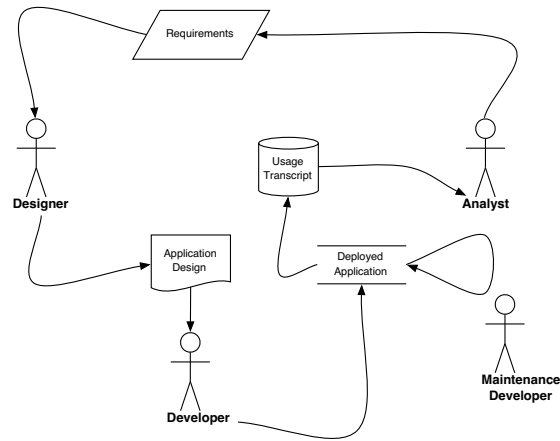 Requirements
Usage
Transcript
Designer
Analyst
Application
Design
Deployed
Application
Maintenance
Developer
Developer